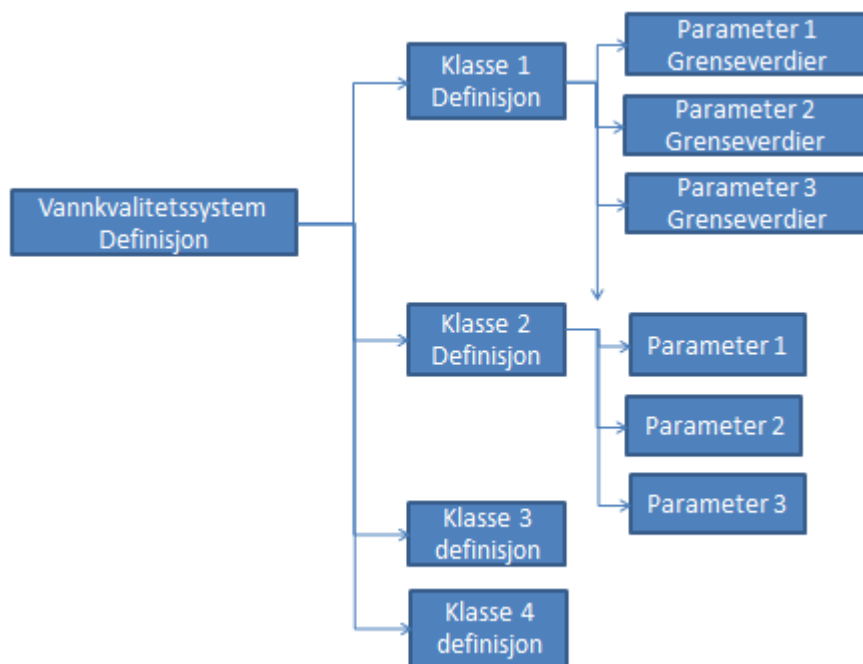 Vannkvalitetssystem
Definisjon
Klasse 1
Definisjon
Parameter 1
Grenseverdier
Parameter 2
Grenseverdier
Parameter 3
Grenseverdier
Klasse 2
Definisjon
Parameter 1
Parameter 2
Parameter 3
Klasse 3
definisjon
Klasse 4
definisjon